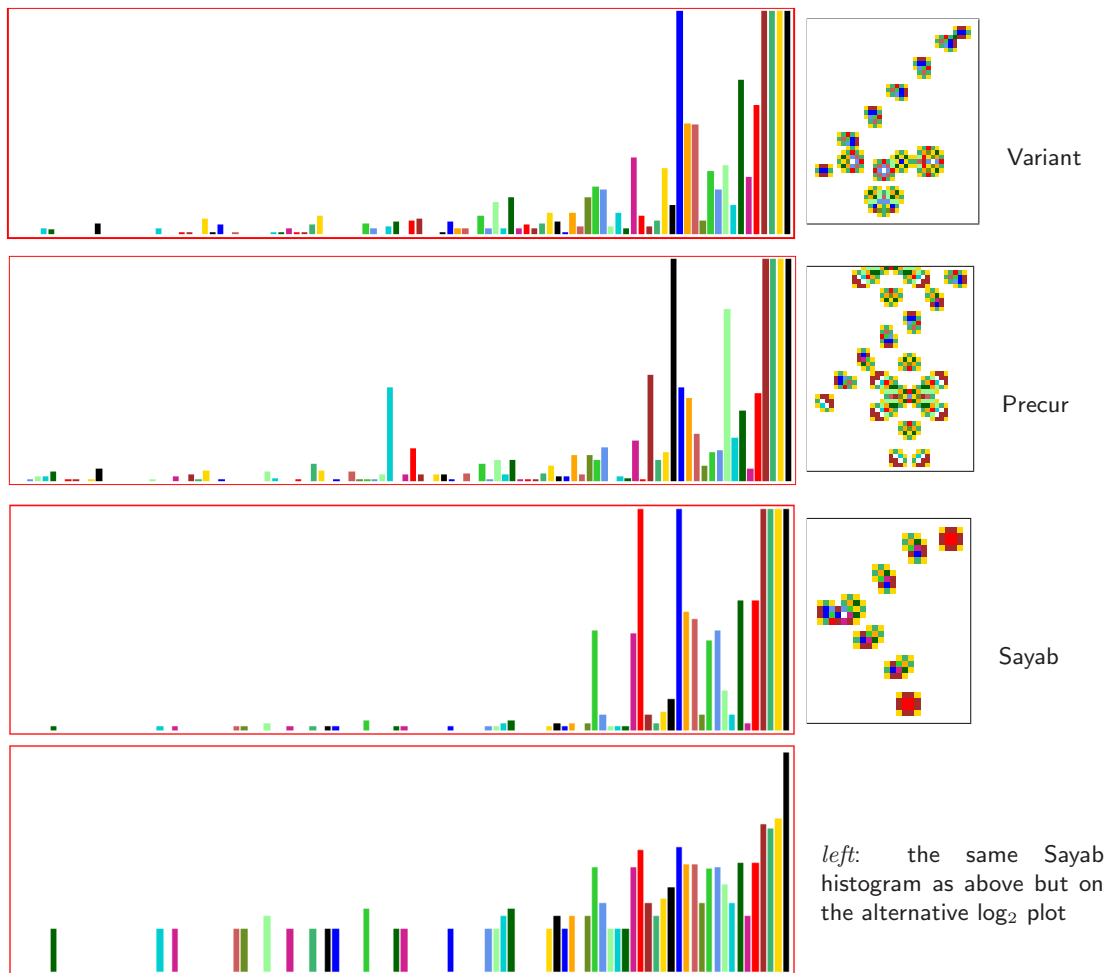 Variant
Precur
Sayab
left: the same Sayab
histogram as above but on
the alternative log₂ plot